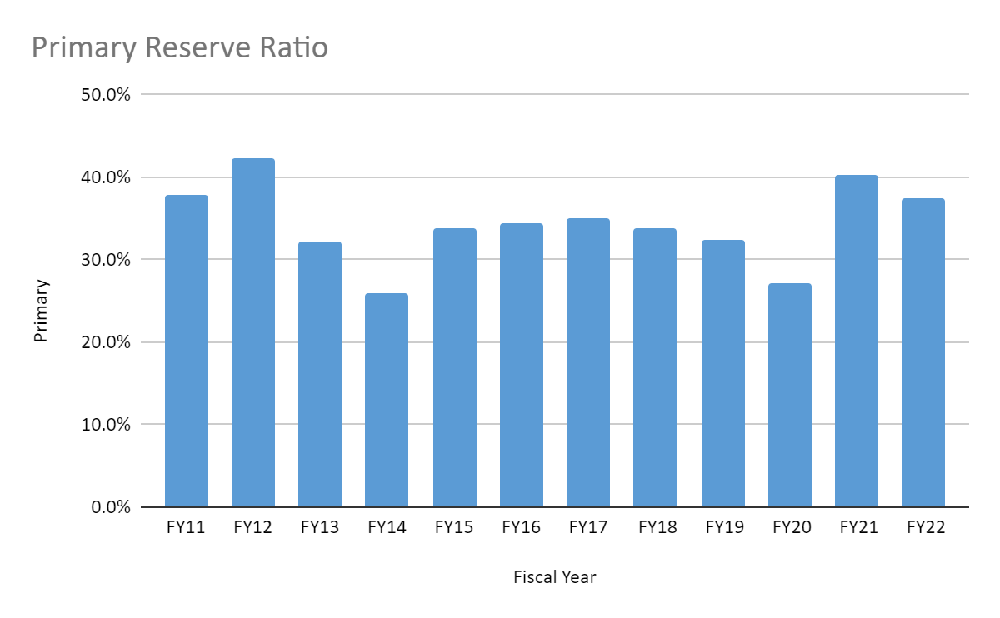 Primary Reserve Ratio
50.0%
40.0%
30.0%
20.0%
10.0%
0.0%
Primary
FY11 FY12 FY13 FY14 FY15 FY16 FY17 FY18 FY19 FY20 FY21 FY22
Fiscal Year